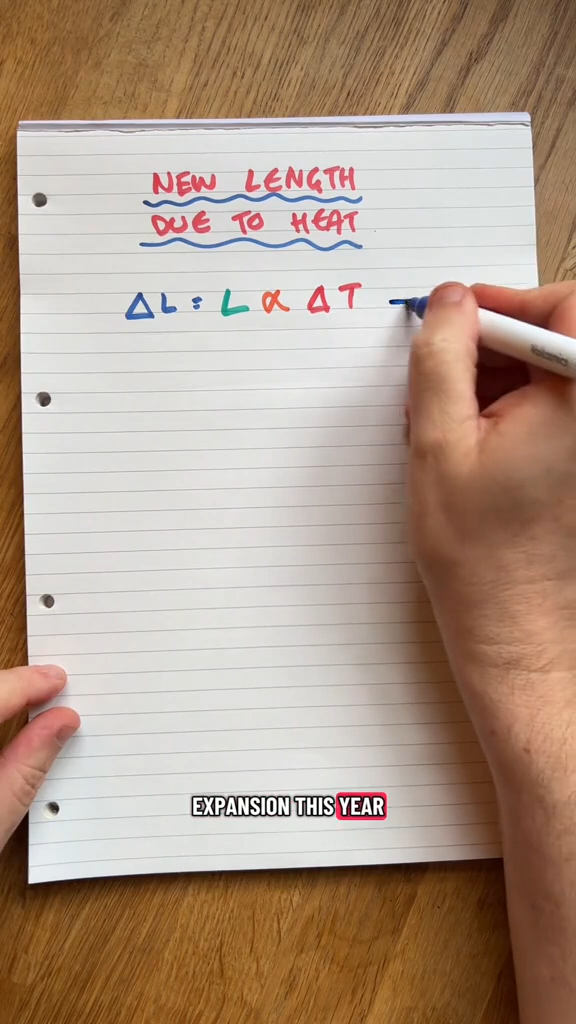 NEW LENGTH
DUE TO HEAT
ΔL = L α ΔT -
EXPANSION THIS YEAR